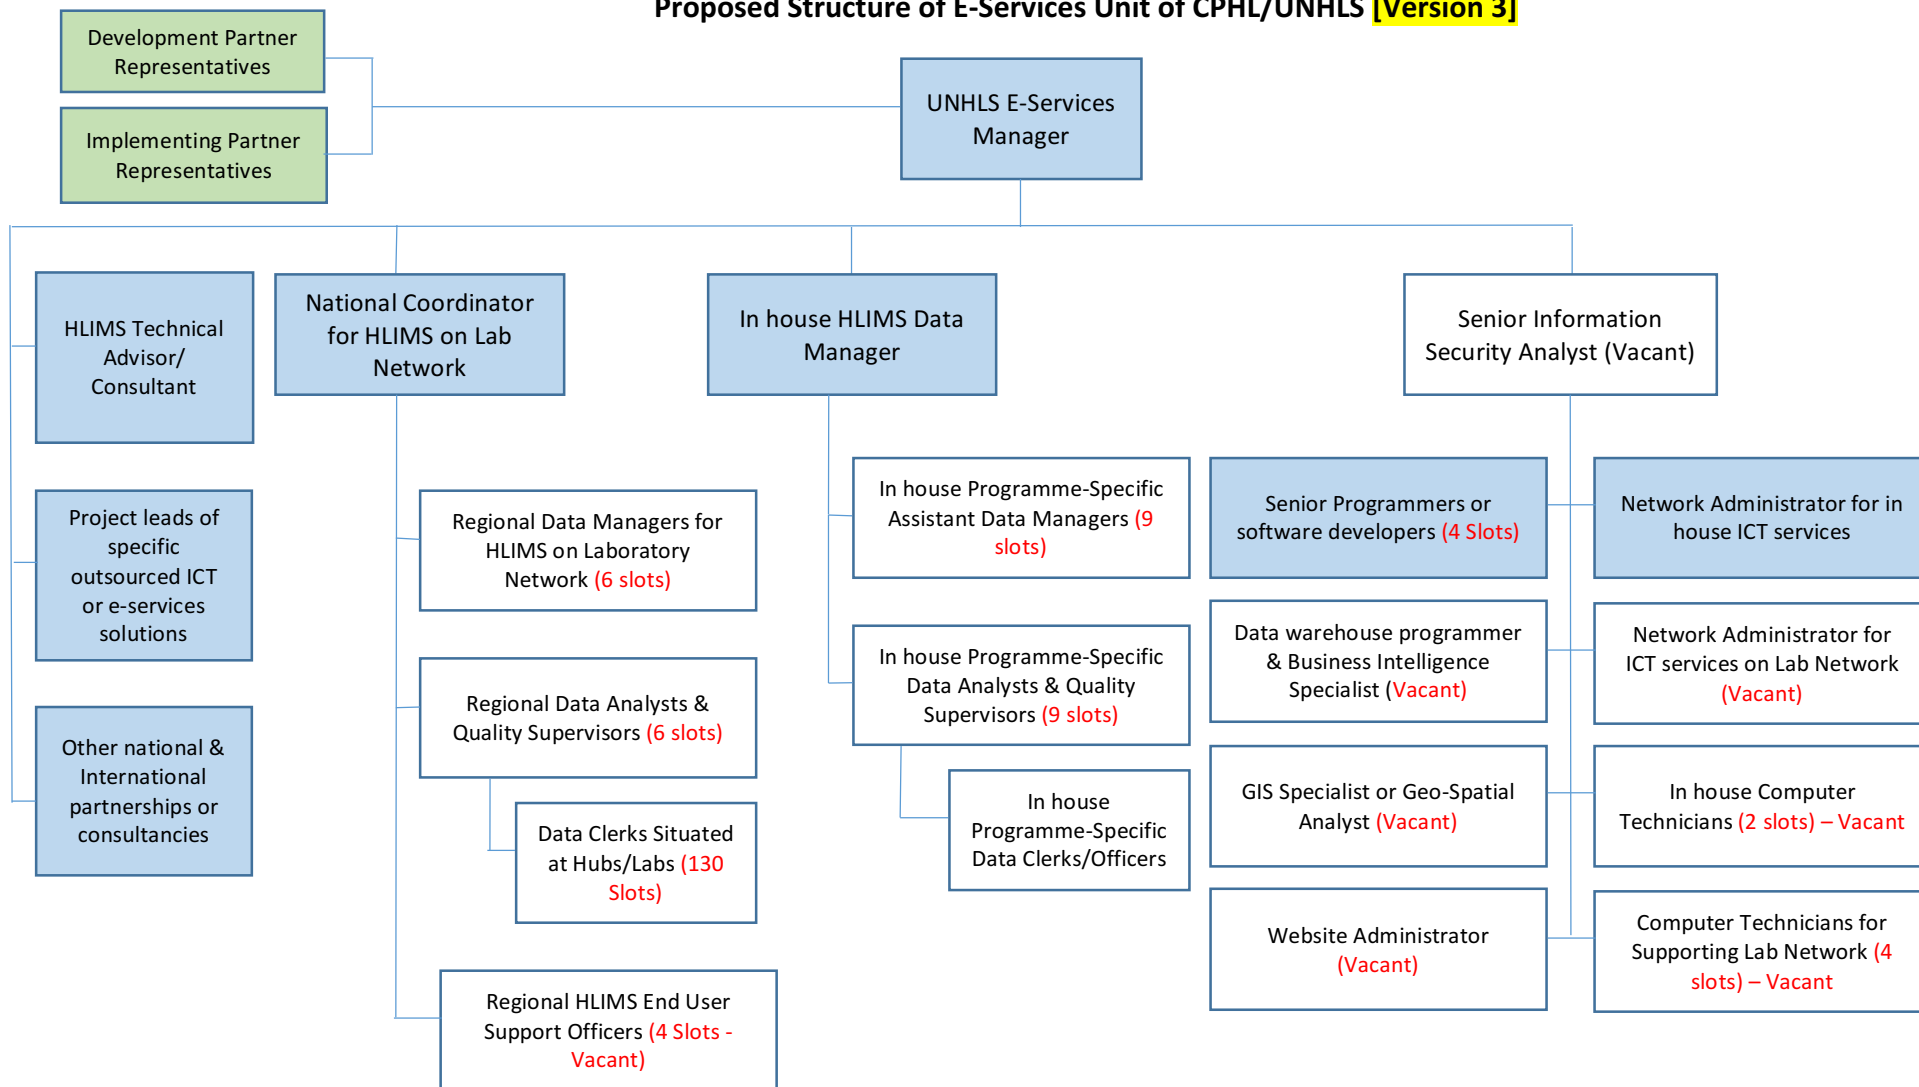 Proposed Structure of E-Services Unit of CPHL/UNHLS [Version 3]
Development Partner
Representatives
Implementing Partner
Representatives
UNHLS E-Services
Manager
HLIMS Technical
Advisor/
Consultant
Project leads of
specific
outsourced ICT
or e-services
solutions
Other national &
International
partnerships or
consultancies
National Coordinator
for HLIMS on Lab
Network
Regional Data Managers for
HLIMS on Laboratory
Network (6 slots)
Regional Data Analysts &
Quality Supervisors (6 slots)
Data Clerks Situated
at Hubs/Labs (130
Slots)
Regional HLIMS End User
Support Officers (4 Slots -
Vacant)
In house HLIMS Data
Manager
In house Programme-Specific
Assistant Data Managers (9
slots)
In house Programme-Specific
Data Analysts & Quality
Supervisors (9 slots)
In house
Programme-Specific
Data Clerks/Officers
Senior Information
Security Analyst (Vacant)
Senior Programmers or
software developers (4 Slots)
Data warehouse programmer
& Business Intelligence
Specialist (Vacant)
GIS Specialist or Geo-Spatial
Analyst (Vacant)
Website Administrator
(Vacant)
Network Administrator for in
house ICT services
Network Administrator for
ICT services on Lab Network
(Vacant)
In house Computer
Technicians (2 slots) – Vacant
Computer Technicians for
Supporting Lab Network (4
slots) – Vacant